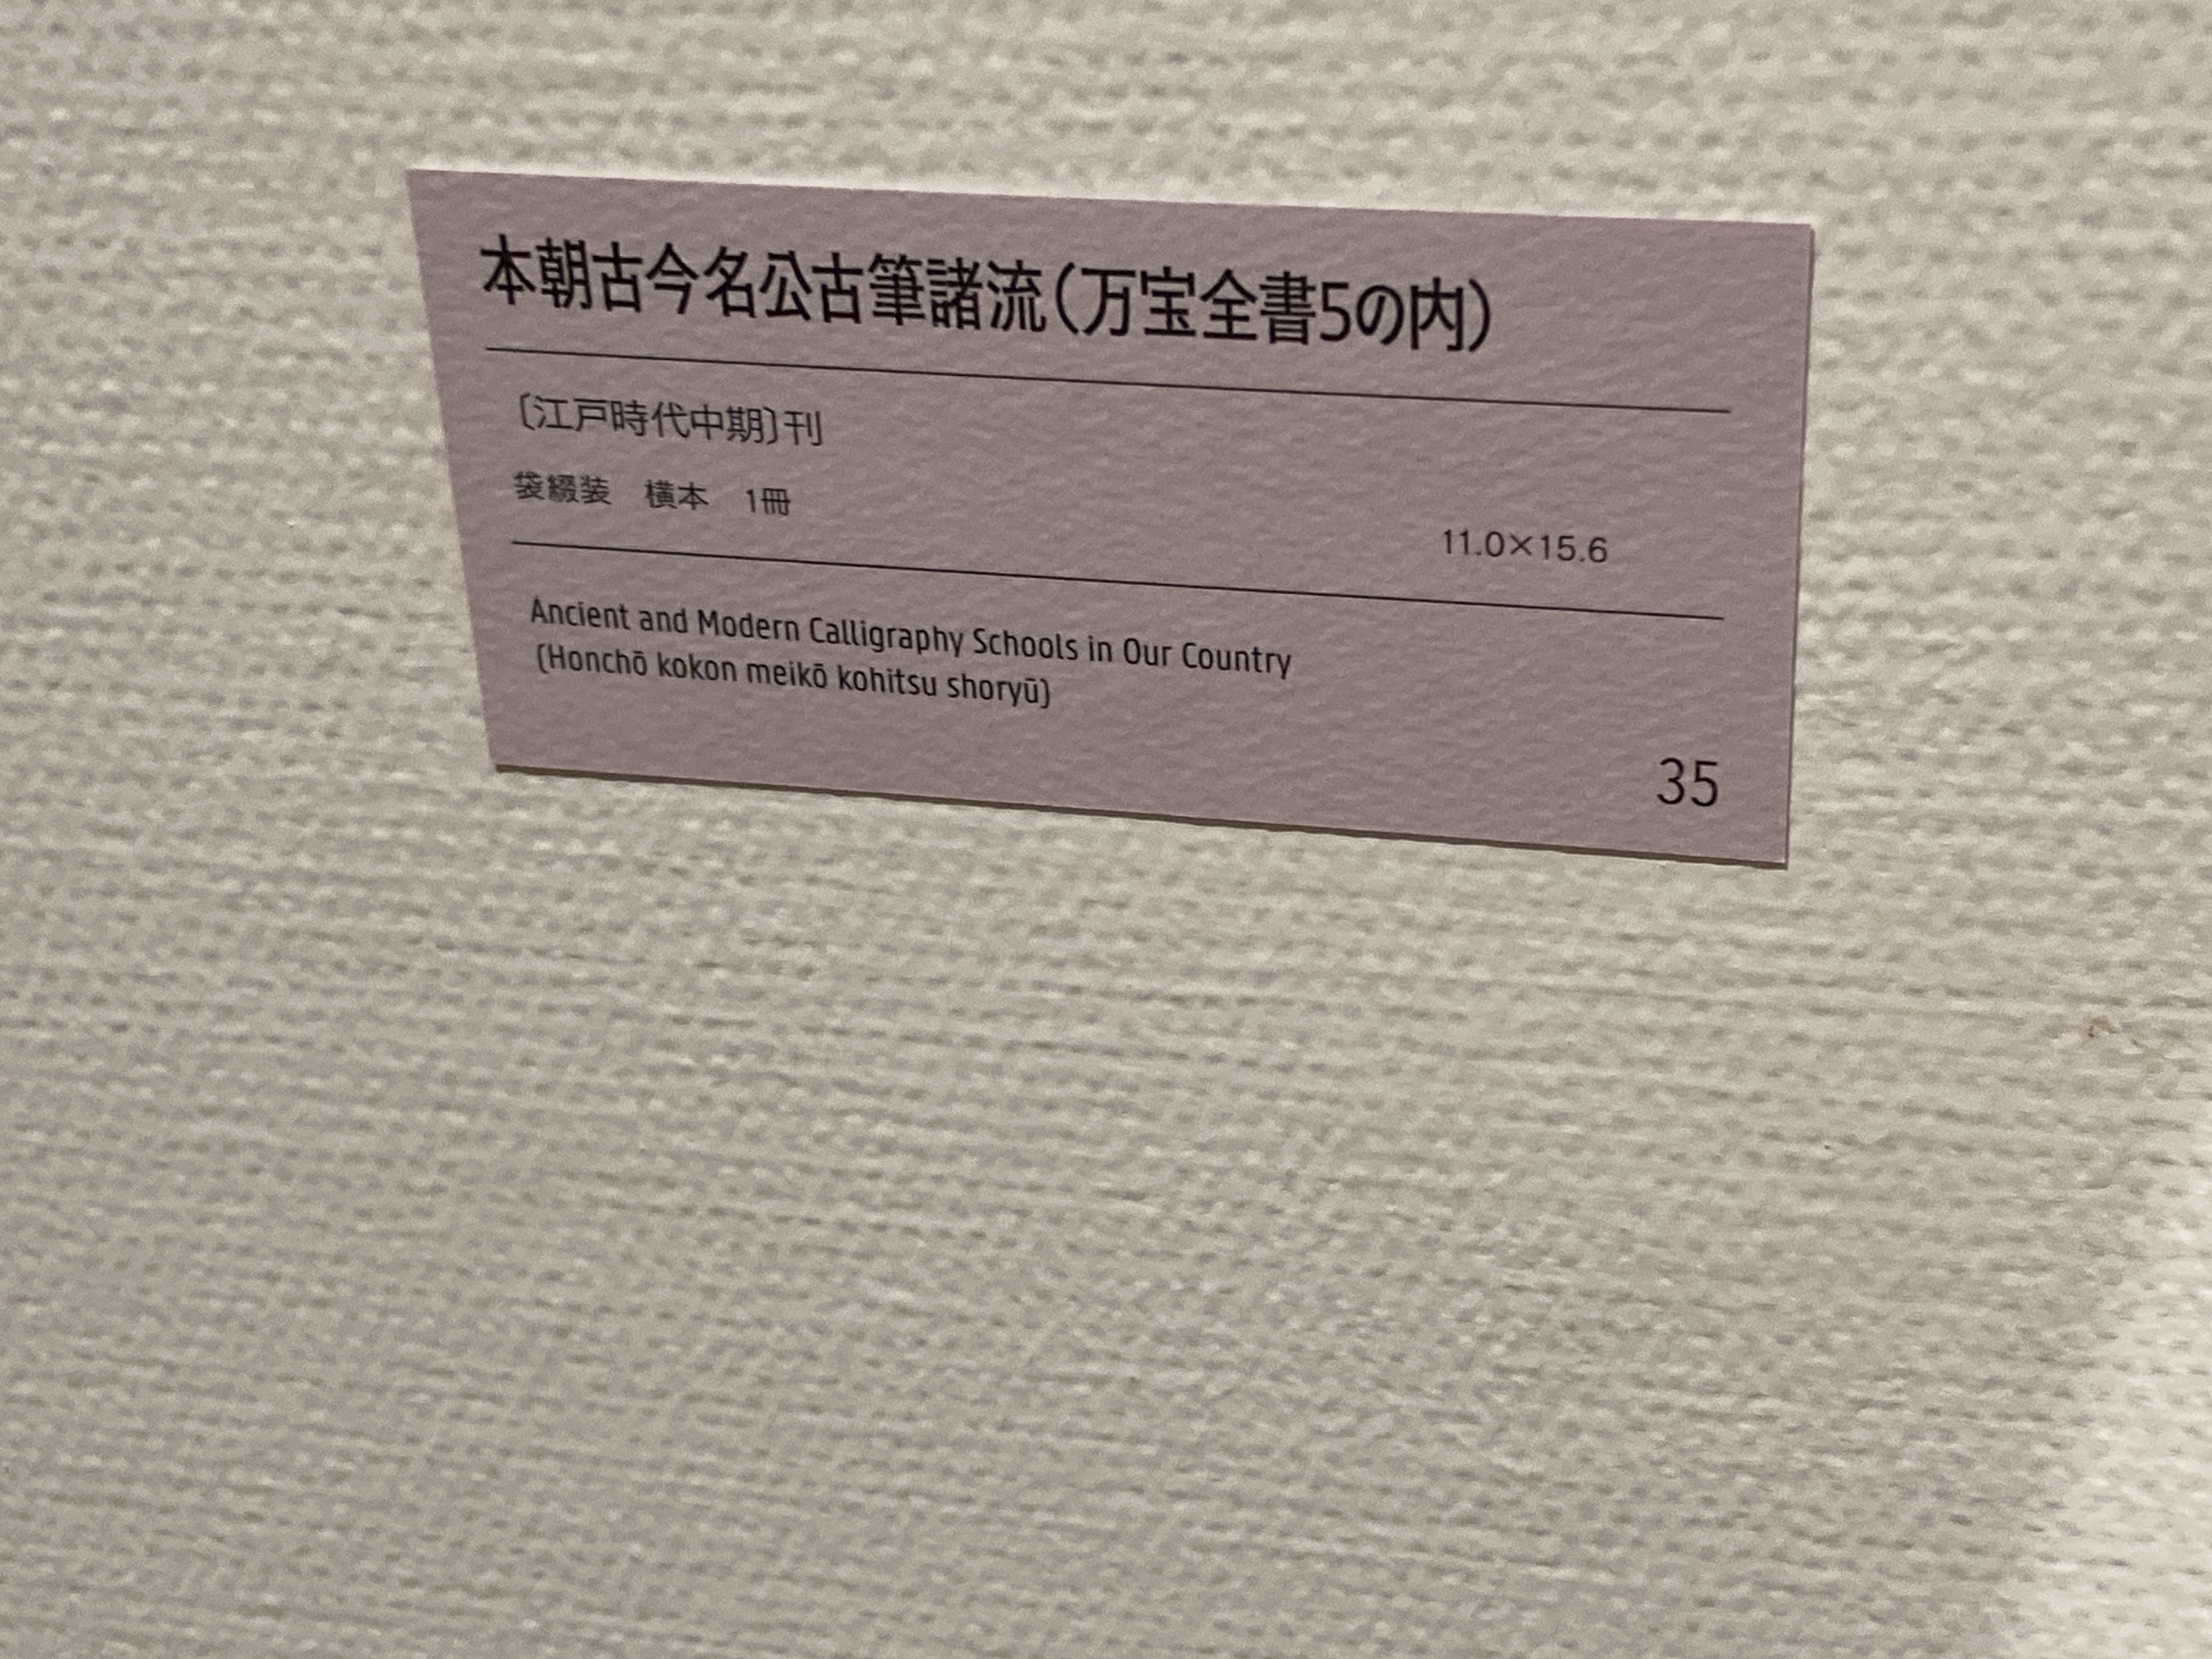 本朝古今名公古筆諸流(万宝全書5の内)
〔江戸時代中期〕刊
袋綴装　横本　1冊
11.0×15.6
Ancient and Modern Calligraphy Schools in Our Country
(Honchō kokon meikō kohitsu shoryū)
35